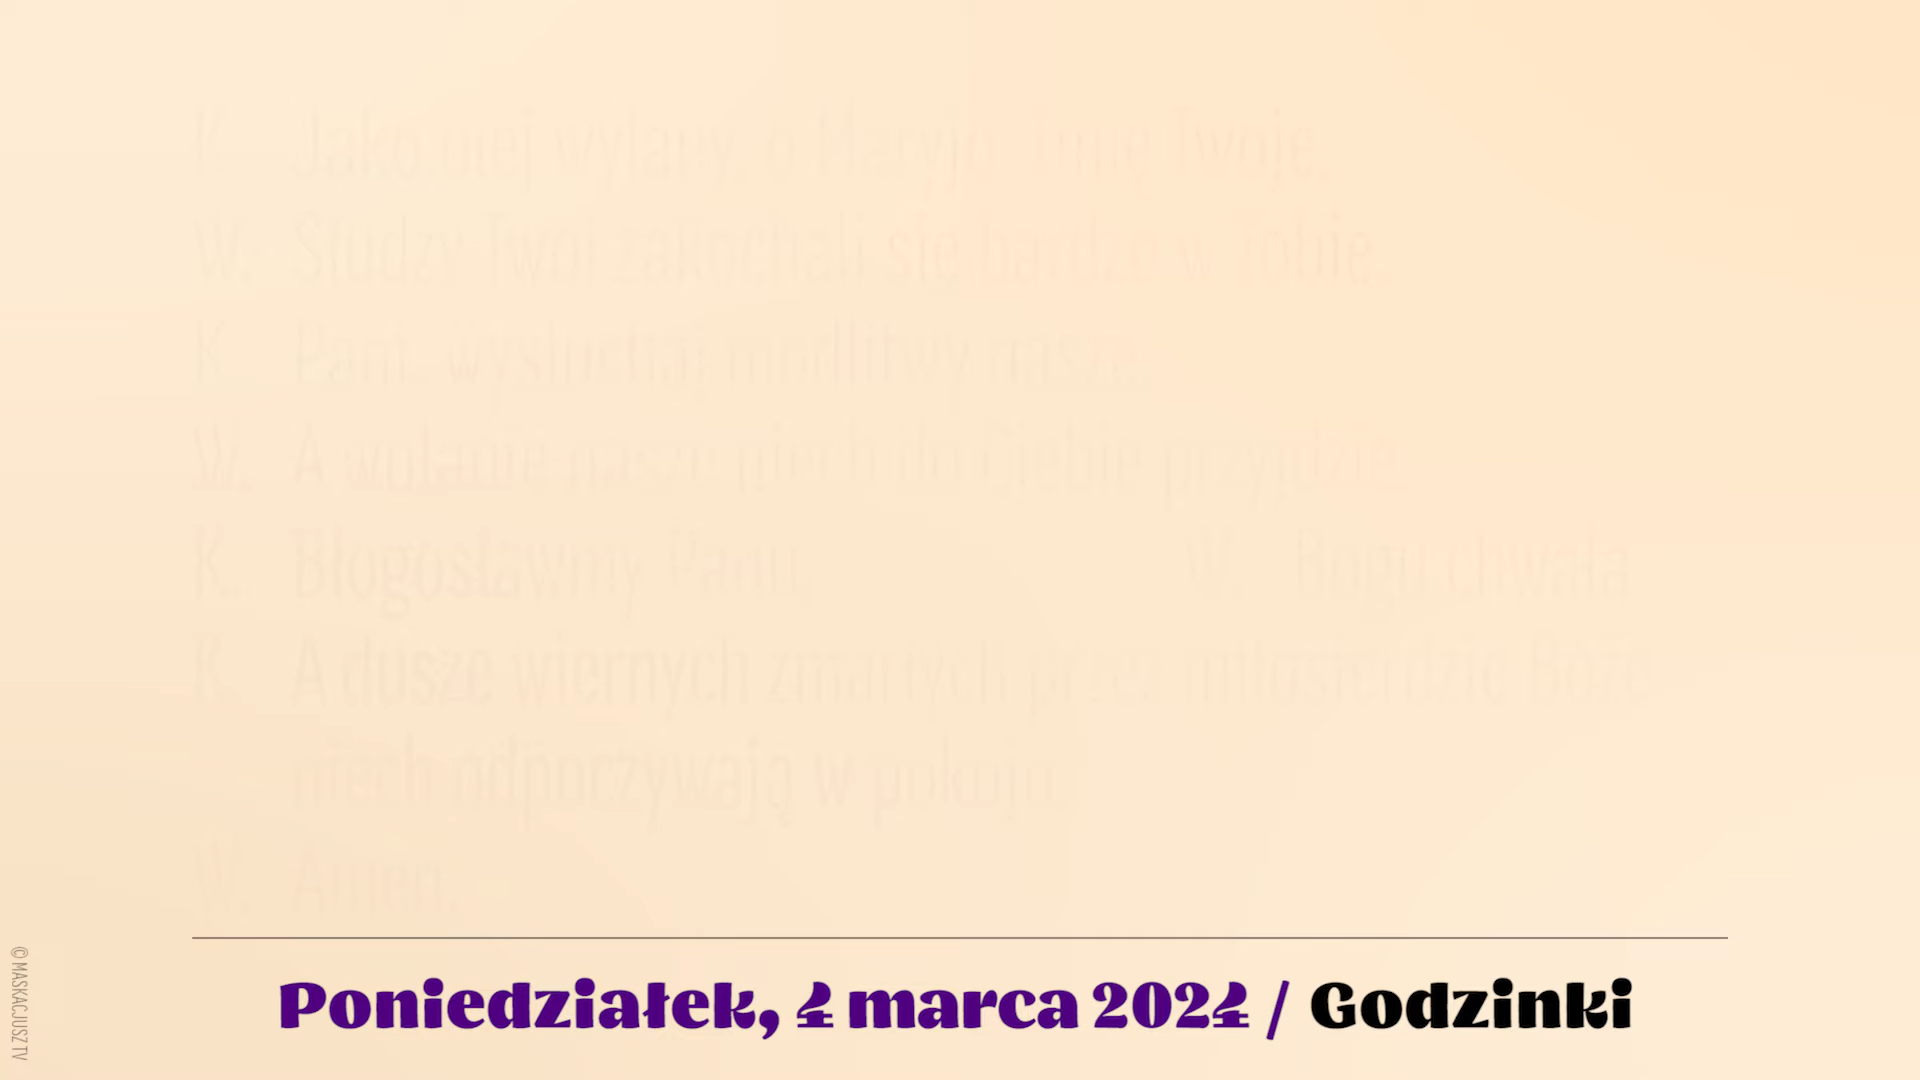 K. Jako olej wylany, o Maryjo, Imię Twoje.
W. Słudzy Twoi zakochali się bardzo w Tobie.
K. Pani, wysłuchaj modlitwy nasze.
W. A wołanie nasze niech do Ciebie przyjdzie.
K. Błogosławmy Panu. W. Bogu chwała
K. A dusze wiernych zmarłych przez miłosierdzie Boże
niech odpoczywają w pokoju.
W. Amen.
Poniedziałek, 4 marca 2024 / Godzinki
© MASKACJUSZ TV